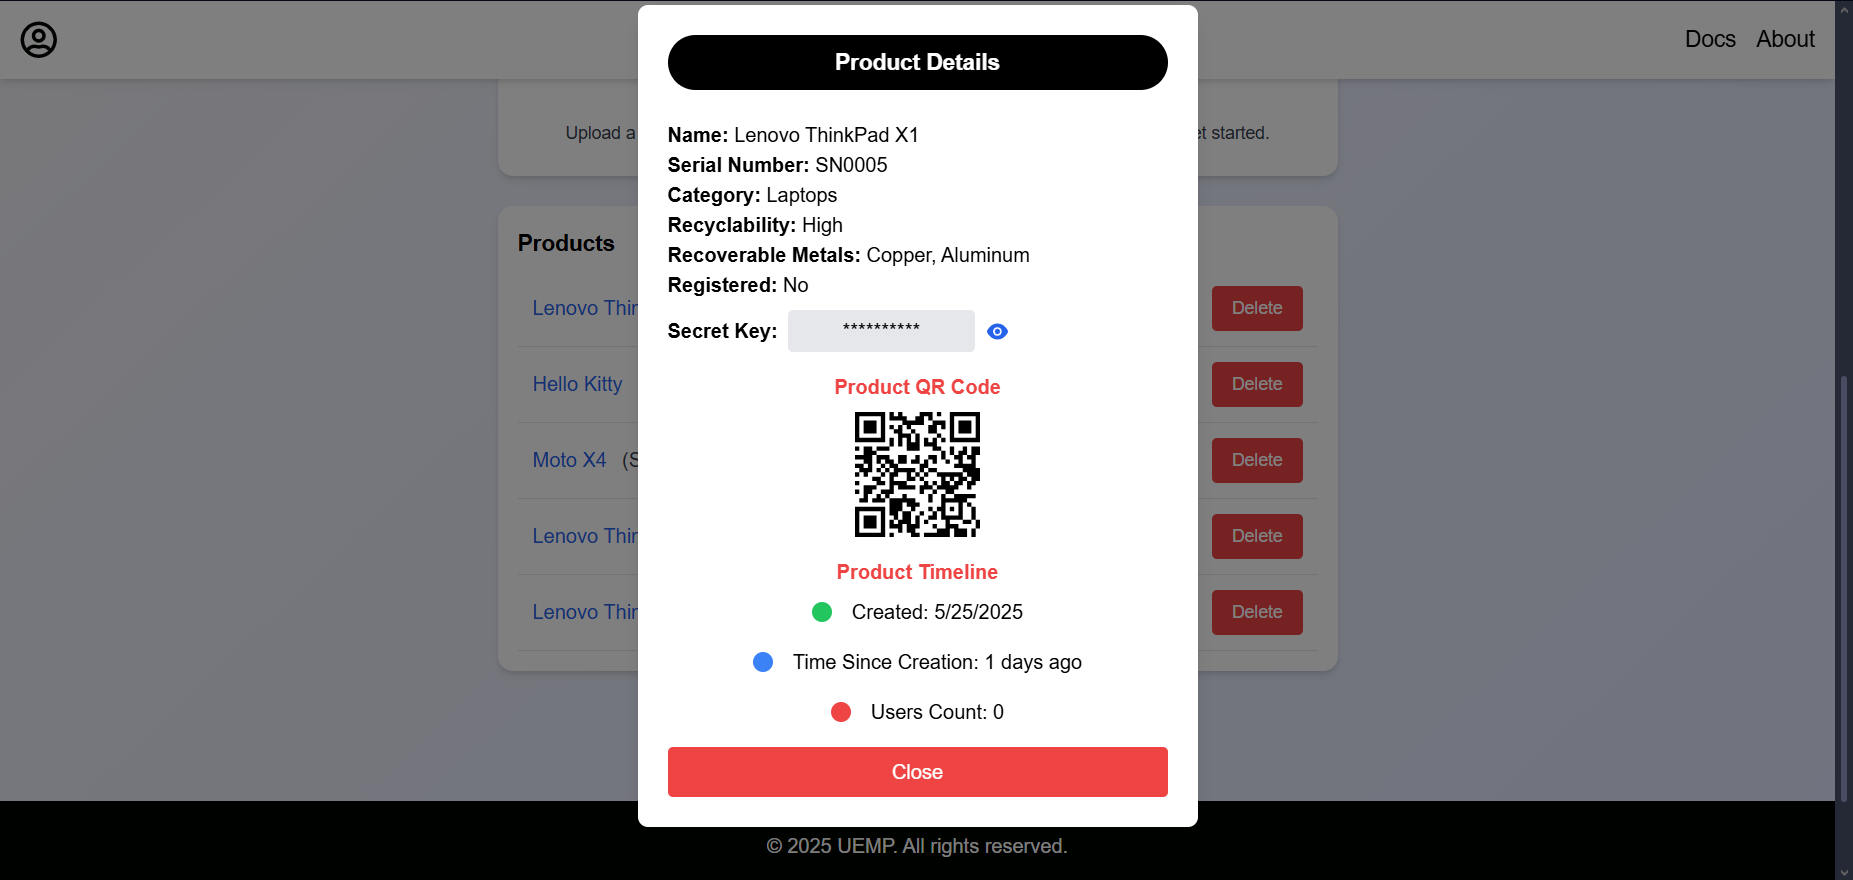 Docs About
Product Details
Upload a
t started.
Name: Lenovo ThinkPad X1
Serial Number: SN0005
Category: Laptops
Recyclability: High
Recoverable Metals: Copper, Aluminum
Registered: No
Secret Key: **********
Product QR Code
Product Timeline
Created: 5/25/2025
Time Since Creation: 1 days ago
Users Count: 0
Close
Products
Lenovo Thin Delete
Hello Kitty Delete
Moto X4 (S Delete
Lenovo Thin Delete
Lenovo Thin Delete
© 2025 UEMP. All rights reserved.